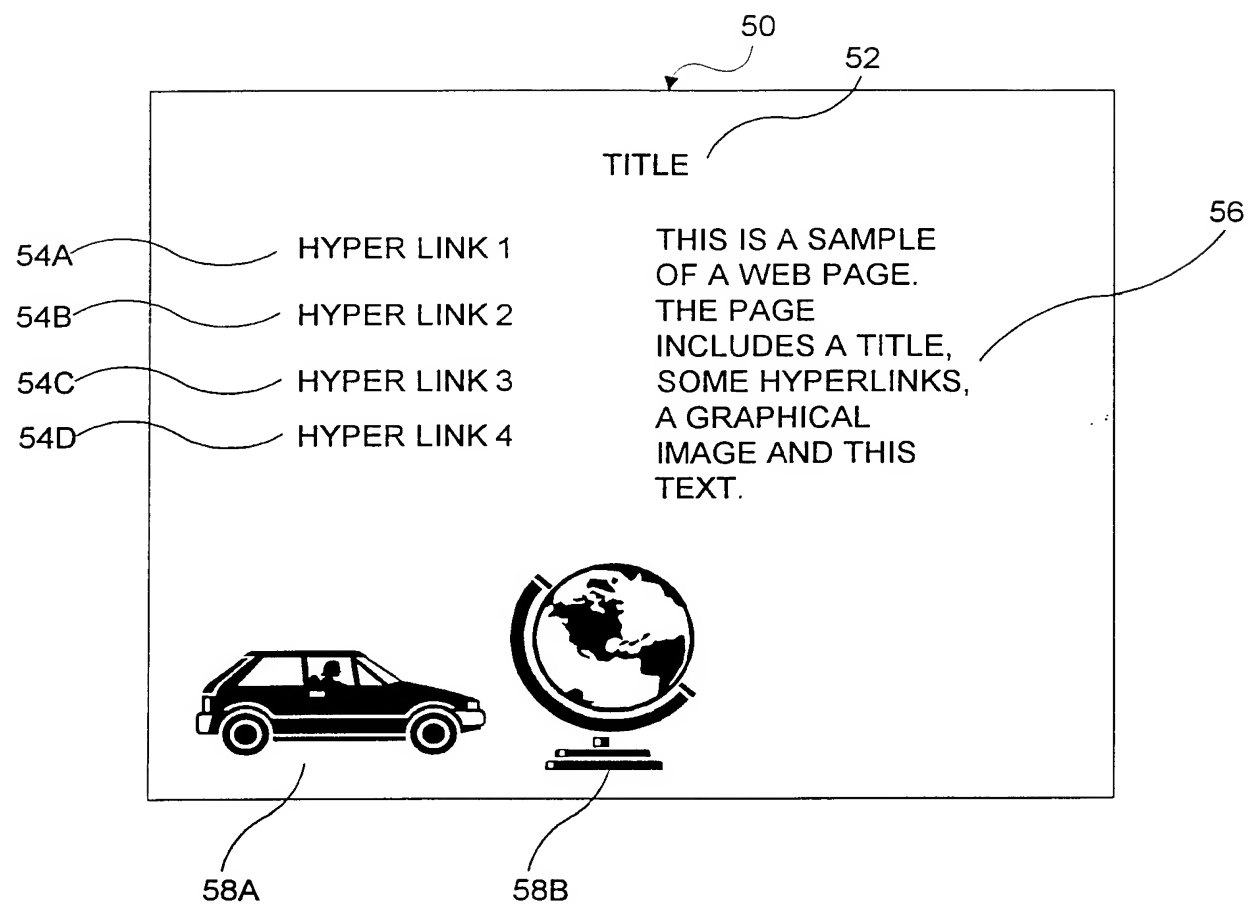 50
52
TITLE
56
54A
HYPER LINK 1
54B
HYPER LINK 2
54C
HYPER LINK 3
54D
HYPER LINK 4
THIS IS A SAMPLE
OF A WEB PAGE.
THE PAGE
INCLUDES A TITLE,
SOME HYPERLINKS,
A GRAPHICAL
IMAGE AND THIS
TEXT.
58A
58B